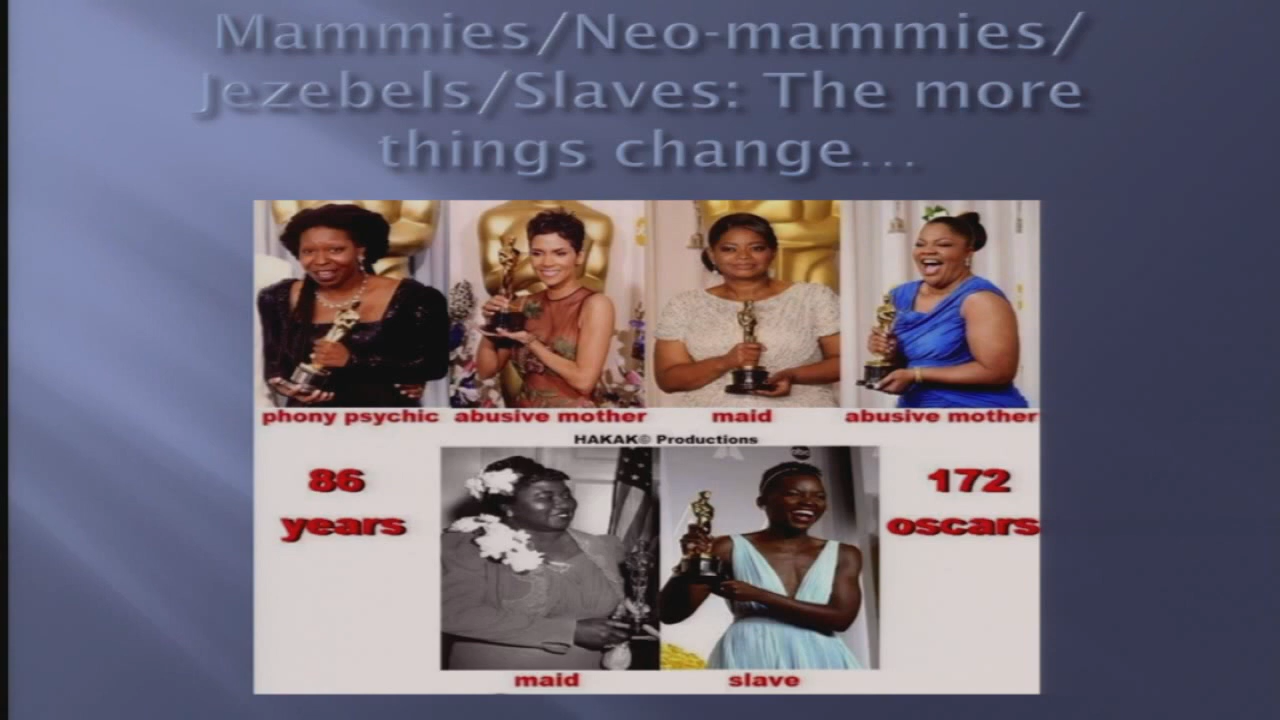 Mammies/Neo-mammies/
Jezebels/Slaves: The more
things change...
phony psychic abusive mother maid abusive mother
HAKAK© Productions
86
years
172
oscars
maid slave